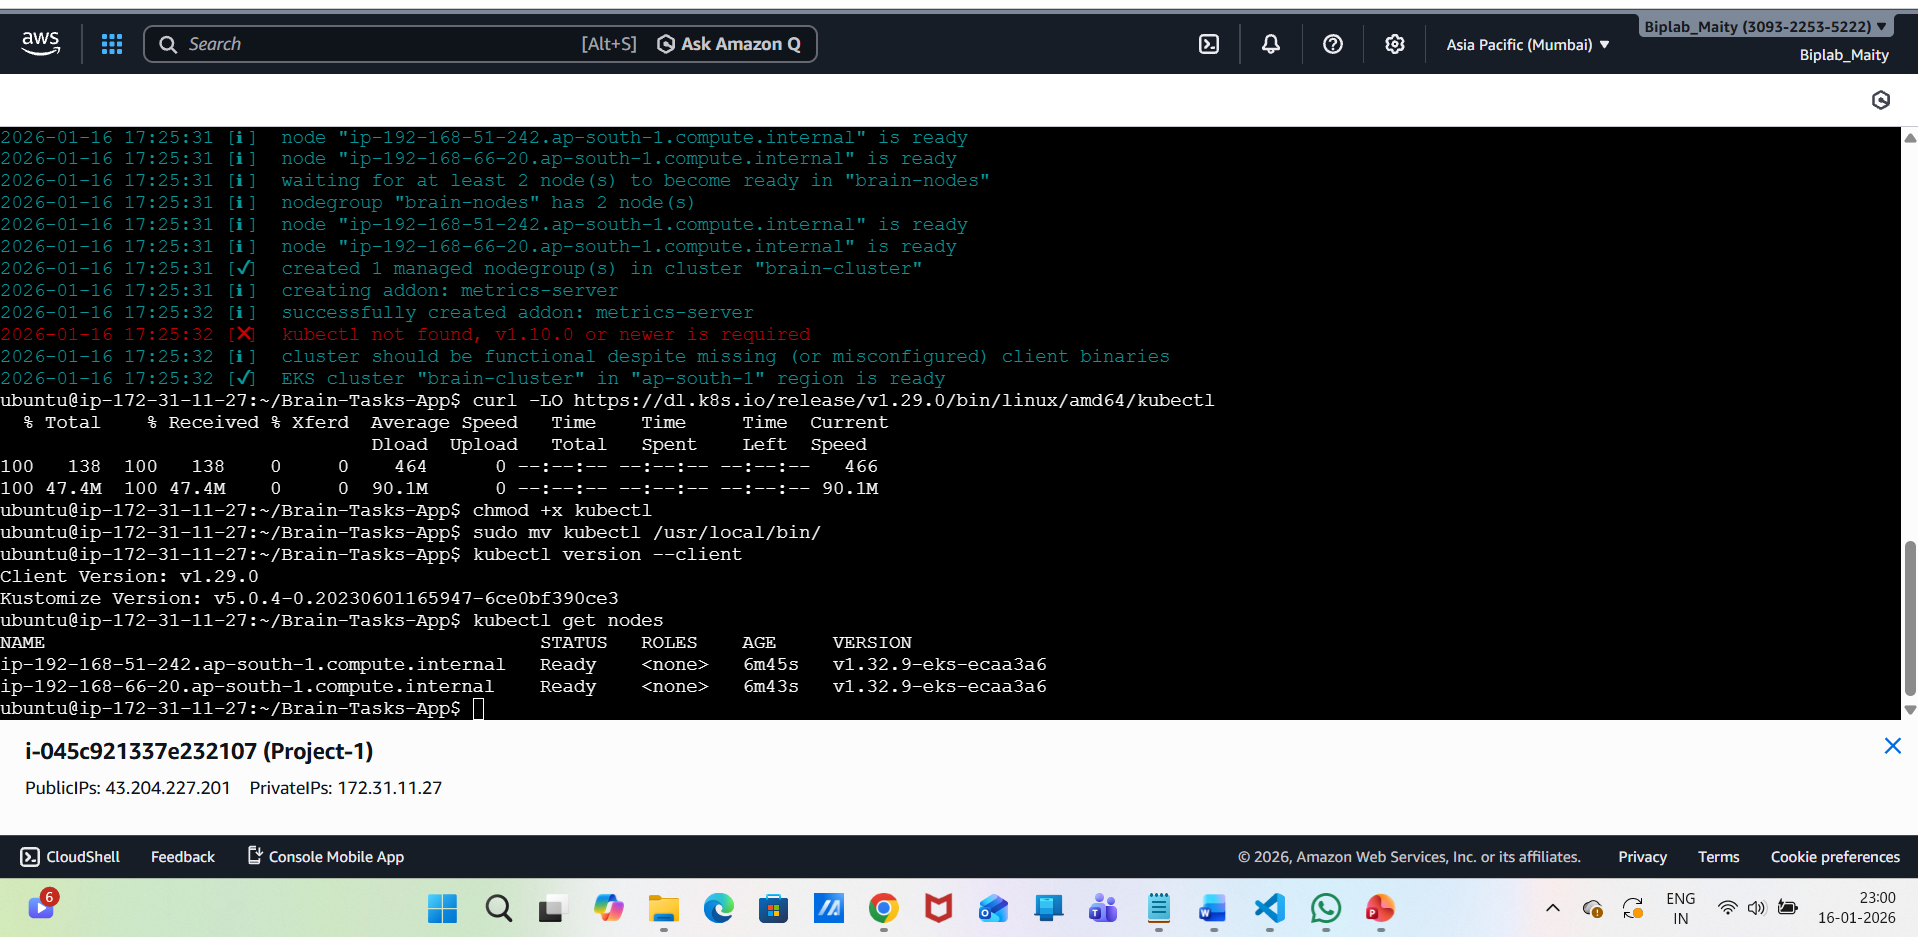 aws
Search [Alt+S] Ask Amazon Q
Asia Pacific (Mumbai) ▼
Biplab_Maity (3093-2253-5222) ▼
Biplab_Maity
2026-01-16 17:25:31 [ℹ]  node "ip-192-168-51-242.ap-south-1.compute.internal" is ready
2026-01-16 17:25:31 [ℹ]  node "ip-192-168-66-20.ap-south-1.compute.internal" is ready
2026-01-16 17:25:31 [ℹ]  waiting for at least 2 node(s) to become ready in "brain-nodes"
2026-01-16 17:25:31 [ℹ]  nodegroup "brain-nodes" has 2 node(s)
2026-01-16 17:25:31 [ℹ]  node "ip-192-168-51-242.ap-south-1.compute.internal" is ready
2026-01-16 17:25:31 [ℹ]  node "ip-192-168-66-20.ap-south-1.compute.internal" is ready
2026-01-16 17:25:31 [✔]  created 1 managed nodegroup(s) in cluster "brain-cluster"
2026-01-16 17:25:31 [ℹ]  creating addon: metrics-server
2026-01-16 17:25:32 [ℹ]  successfully created addon: metrics-server
2026-01-16 17:25:32 [✖]  kubectl not found, v1.10.0 or newer is required
2026-01-16 17:25:32 [ℹ]  cluster should be functional despite missing (or misconfigured) client binaries
2026-01-16 17:25:32 [✔]  EKS cluster "brain-cluster" in "ap-south-1" region is ready
ubuntu@ip-172-31-11-27:~/Brain-Tasks-App$ curl -LO https://dl.k8s.io/release/v1.29.0/bin/linux/amd64/kubectl
  % Total    % Received % Xferd  Average Speed   Time    Time     Time  Current
                                 Dload  Upload   Total   Spent    Left  Speed
100   138  100   138    0     0    464      0 --:--:-- --:--:-- --:--:--   466
100 47.4M  100 47.4M    0     0  90.1M      0 --:--:-- --:--:-- --:--:-- 90.1M
ubuntu@ip-172-31-11-27:~/Brain-Tasks-App$ chmod +x kubectl
ubuntu@ip-172-31-11-27:~/Brain-Tasks-App$ sudo mv kubectl /usr/local/bin/
ubuntu@ip-172-31-11-27:~/Brain-Tasks-App$ kubectl version --client
Client Version: v1.29.0
Kustomize Version: v5.0.4-0.20230601165947-6ce0bf390ce3
ubuntu@ip-172-31-11-27:~/Brain-Tasks-App$ kubectl get nodes
NAME                                            STATUS   ROLES    AGE     VERSION
ip-192-168-51-242.ap-south-1.compute.internal   Ready    <none>   6m45s   v1.32.9-eks-ecaa3a6
ip-192-168-66-20.ap-south-1.compute.internal    Ready    <none>   6m43s   v1.32.9-eks-ecaa3a6
ubuntu@ip-172-31-11-27:~/Brain-Tasks-App$
i-045c921337e232107 (Project-1)
PublicIPs: 43.204.227.201 PrivateIPs: 172.31.11.27
CloudShell Feedback Console Mobile App © 2026, Amazon Web Services, Inc. or its affiliates. Privacy Terms Cookie preferences
6
ENG
IN
23:00
16-01-2026